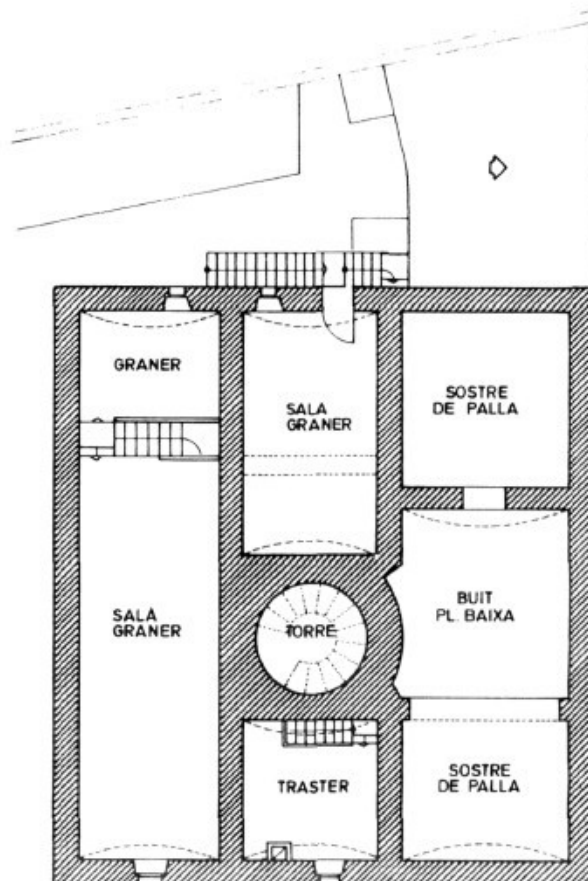 GRANER
SALA
GRANER
SOSTRE
DE PALLA
SALA
GRANER
TORRE
BUIT
PL. BAIXA
TRASTER
SOSTRE
DE PALLA